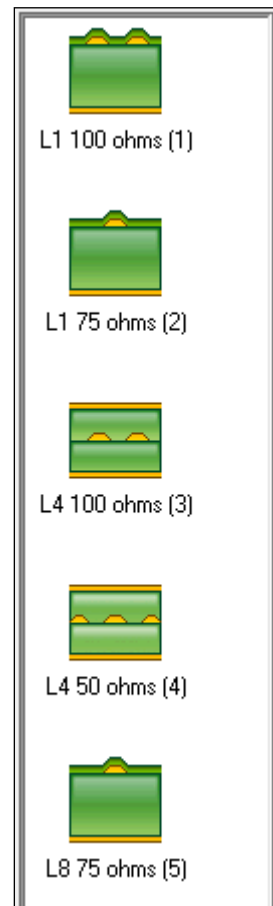 L1 100 ohms (1)
L1 75 ohms (2)
L4 100 ohms (3)
L4 50 ohms (4)
L8 75 ohms (5)